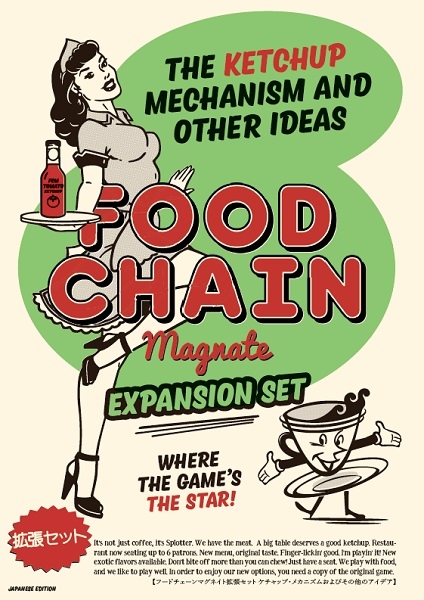 THE KETCHUP
MECHANISM AND
OTHER IDEAS
TOMATO
FOOD
CHAIN
Magnate
EXPANSION SET
WHERE
THE GAME'S
THE STAR!
拡張セット
It's not just coffee, it's Splotter. We have the meat. A big table deserves a good ketchup. Restau-
rant now seating up to 6 patrons. New menu, original taste. Finger-lickin' good. I'm playin' it! New
exotic flavors available. Don't bite off more than you can chew! Just have a seat. We play with food,
and we like to play well. In order to enjoy our new options, you need a copy of the original game.
【フードチェーンマグネイト拡張セット ケチャップ・メカニズムおよびその他のアイデア】
JAPANESE EDITION